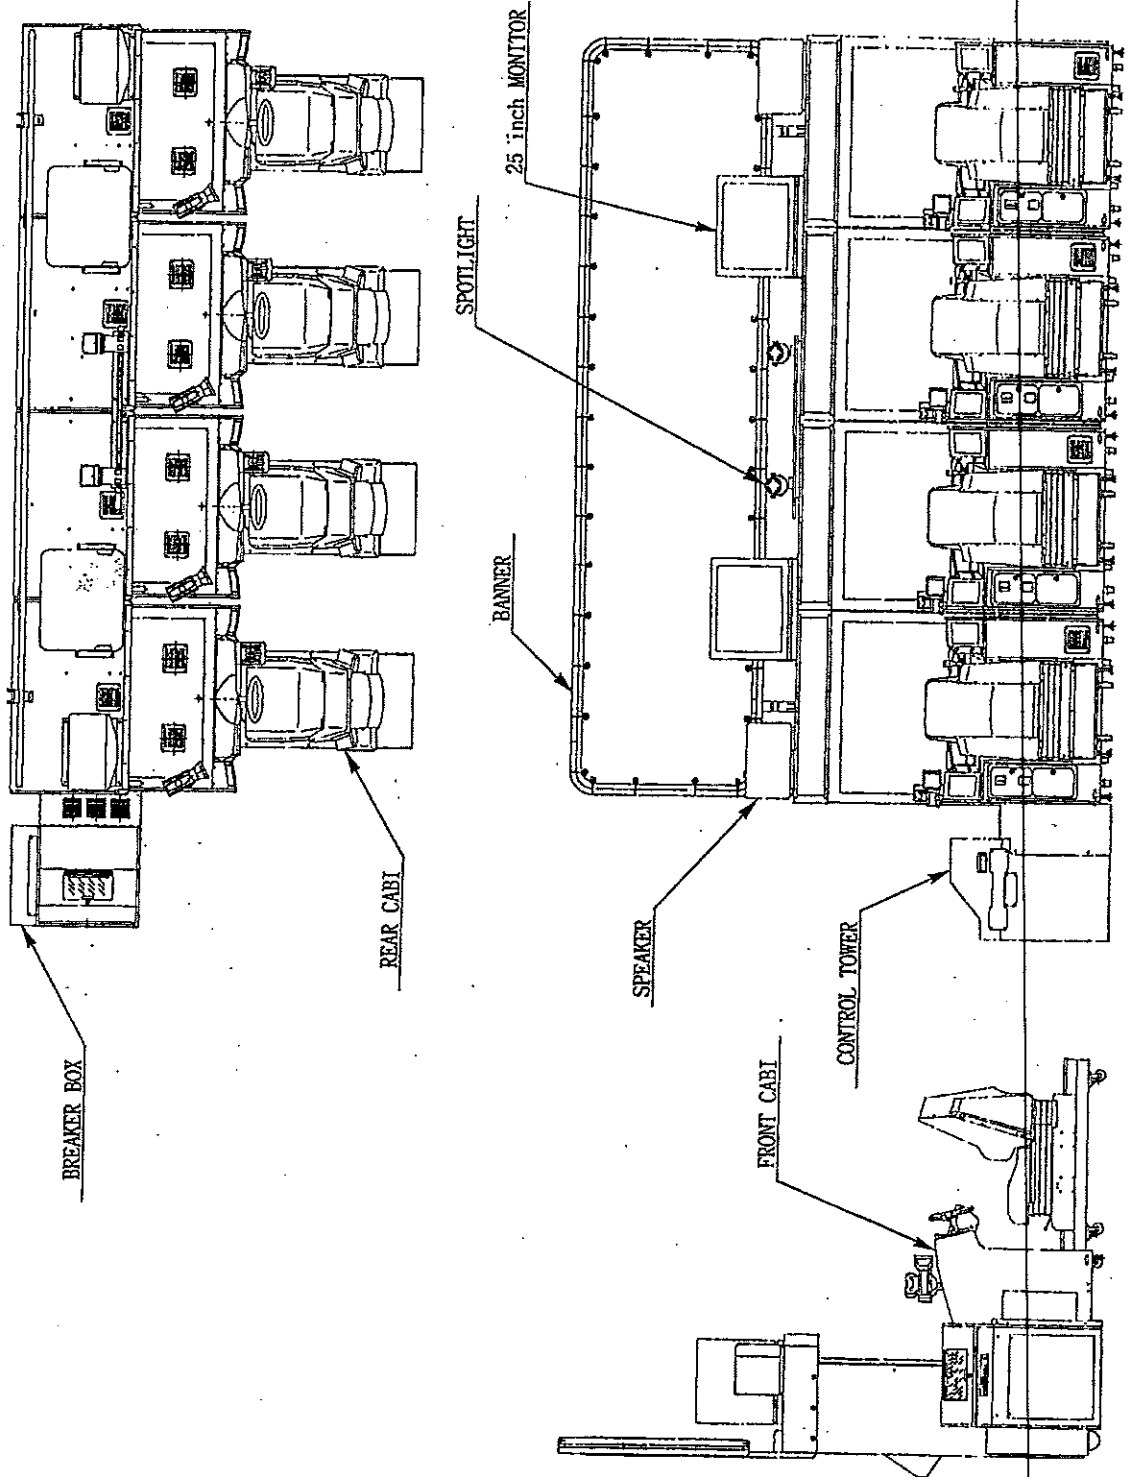 BREAKER BOX
REAR CABI
25 inch MONITOR
SPOTLIGHT
BANNER
SPEAKER
CONTROL TOWER
FRONT CABI